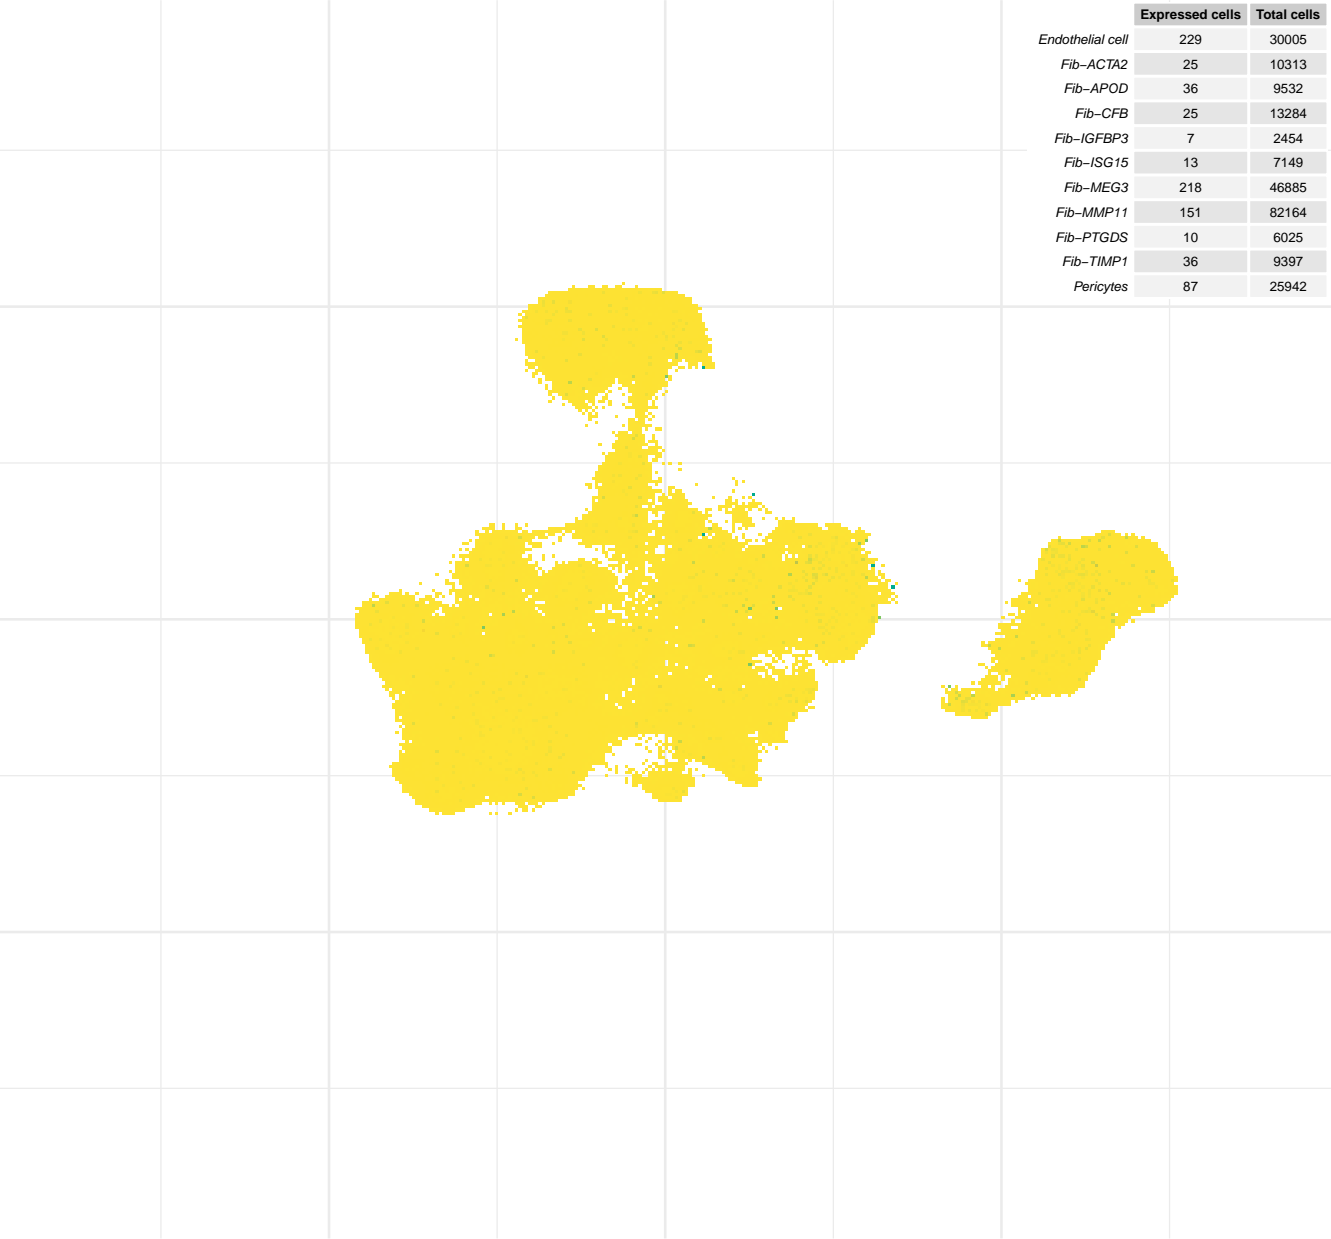 Expressed cells Total cells
Endothelial cell 229 30005
Fib−ACTA2 25 10313
Fib−APOD 36 9532
Fib−CFB 25 13284
Fib−IGFBP3 7 2454
Fib−ISG15 13 7149
Fib−MEG3 218 46885
Fib−MMP11 151 82164
Fib−PTGDS 10 6025
Fib−TIMP1 36 9397
Pericytes 87 25942